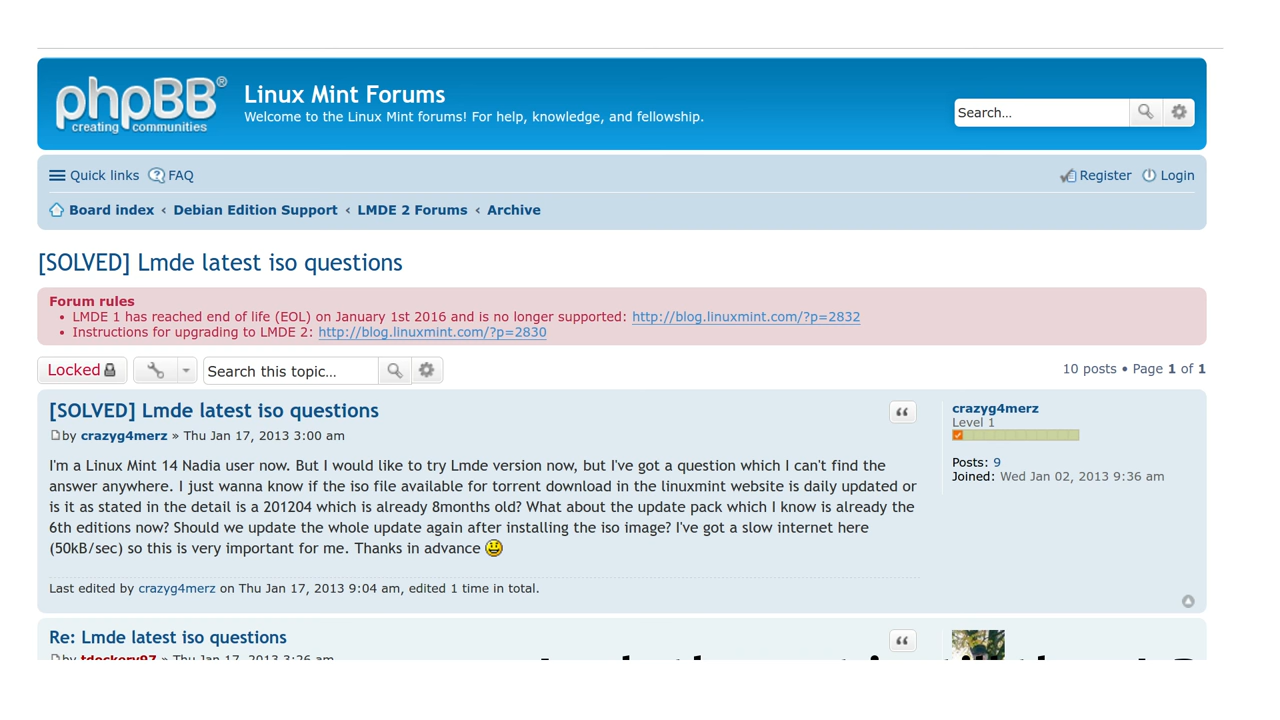 phpBB®
creating communities
Linux Mint Forums
Welcome to the Linux Mint forums! For help, knowledge, and fellowship.
Search…
Quick links FAQ
Register Login
Board index ‹ Debian Edition Support ‹ LMDE 2 Forums ‹ Archive
[SOLVED] Lmde latest iso questions
Forum rules
• LMDE 1 has reached end of life (EOL) on January 1st 2016 and is no longer supported: http://blog.linuxmint.com/?p=2832
• Instructions for upgrading to LMDE 2: http://blog.linuxmint.com/?p=2830
Locked
Search this topic…
10 posts • Page 1 of 1
[SOLVED] Lmde latest iso questions
by crazyg4merz » Thu Jan 17, 2013 3:00 am
I'm a Linux Mint 14 Nadia user now. But I would like to try Lmde version now, but I've got a question which I can't find the
answer anywhere. I just wanna know if the iso file available for torrent download in the linuxmint website is daily updated or
is it as stated in the detail is a 201204 which is already 8months old? What about the update pack which I know is already the
6th editions now? Should we update the whole update again after installing the iso image? I've got a slow internet here
(50kB/sec) so this is very important for me. Thanks in advance
Last edited by crazyg4merz on Thu Jan 17, 2013 9:04 am, edited 1 time in total.
crazyg4merz
Level 1
Posts: 9
Joined: Wed Jan 02, 2013 9:36 am
Re: Lmde latest iso questions
by tdockery97 » Thu Jan 17, 2013 3:26 am